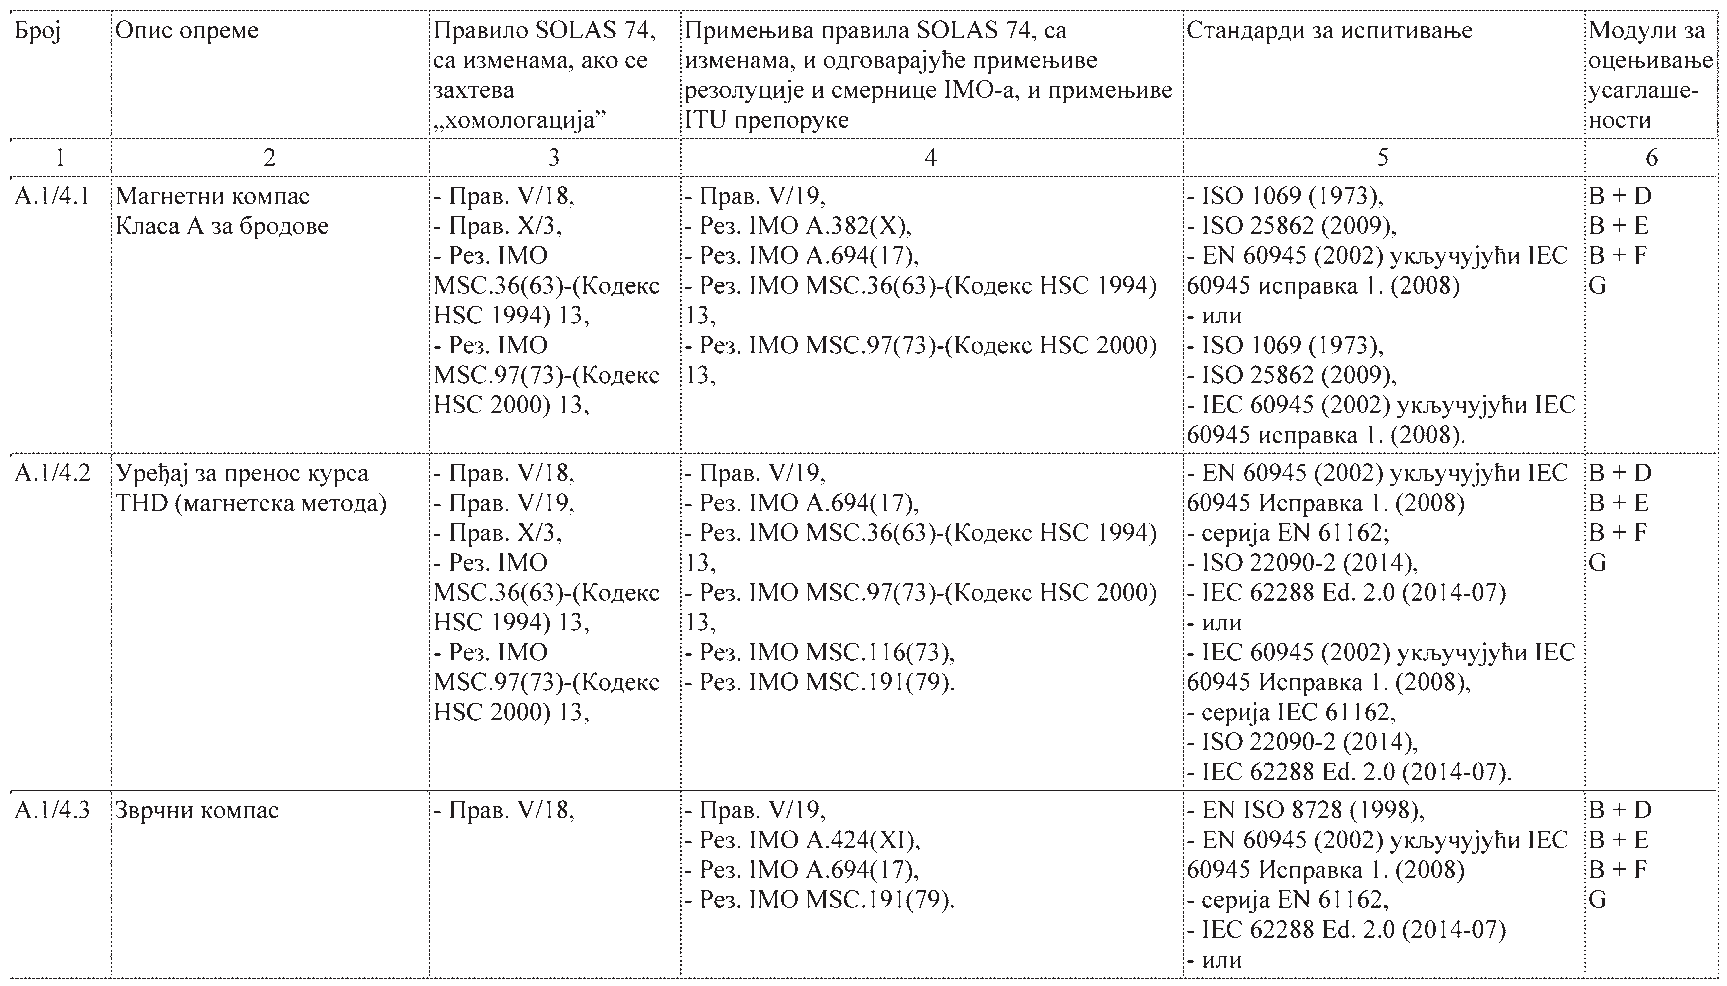 Број
Опис опреме
Правило SOLAS 74,
са изменама, ако се
захтева
„хомологација”
Примењива правила SOLAS 74, са
изменама, и одговарајуће примењиве
резолуције и смернице IMO-а, и примењиве
ITU препоруке
Стандарди за испитивање
Модули за
оцењивање
усаглаше-
ности
1
2
3
4
5
6
А.1/4.1
Магнетни компас
Класа А за бродове
- Прав. V/18,
- Прав. X/3,
- Рез. IMO
MSC.36(63)-(Кодекс
HSC 1994) 13,
- Рез. IMO
MSC.97(73)-(Кодекс
HSC 2000) 13,
- Прав. V/19,
- Рез. IMO A.382(X),
- Рез. IMO A.694(17),
- Рез. IMO MSC.36(63)-(Кодекс HSC 1994)
13,
- Рез. IMO MSC.97(73)-(Кодекс HSC 2000)
13,
- ISO 1069 (1973),
- ISO 25862 (2009),
- EN 60945 (2002) укључујући IEC
60945 исправка 1. (2008)
- или
- ISO 1069 (1973),
- ISO 25862 (2009),
- IEC 60945 (2002) укључујући IEC
60945 исправка 1. (2008).
B + D
B + E
B + F
G
А.1/4.2
Уређај за пренос курса
THD (магнетска метода)
- Прав. V/18,
- Прав. V/19,
- Прав. X/3,
- Рез. IMO
MSC.36(63)-(Кодекс
HSC 1994) 13,
- Рез. IMO
MSC.97(73)-(Кодекс
HSC 2000) 13,
- Прав. V/19,
- Рез. IMO A.694(17),
- Рез. IMO MSC.36(63)-(Кодекс HSC 1994)
13,
- Рез. IMO MSC.97(73)-(Кодекс HSC 2000)
13,
- Рез. IMO MSC.116(73),
- Рез. IMO MSC.191(79).
- EN 60945 (2002) укључујући IEC
60945 Исправка 1. (2008)
- серија EN 61162;
- ISO 22090-2 (2014),
- IEC 62288 Ed. 2.0 (2014-07)
- или
- IEC 60945 (2002) укључујући IEC
60945 Исправка 1. (2008),
- серија IEC 61162,
- ISO 22090-2 (2014),
- IEC 62288 Ed. 2.0 (2014-07).
B + D
B + E
B + F
G
А.1/4.3
Зврчни компас
- Прав. V/18,
- Прав. V/19,
- Рез. IMO A.424(XI),
- Рез. IMO A.694(17),
- Рез. IMO MSC.191(79).
- EN ISO 8728 (1998),
- EN 60945 (2002) укључујући IEC
60945 Исправка 1. (2008)
- серија EN 61162,
- IEC 62288 Ed. 2.0 (2014-07)
- или
B + D
B + E
B + F
G